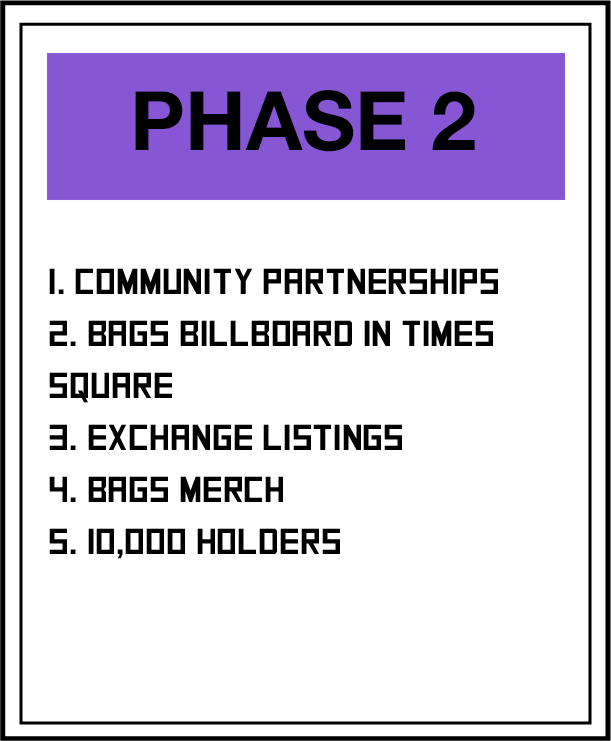 PHASE 2
1. COMMUNITY PARTNERSHIPS
2. BAGS BILLBOARD IN TIMES
SQUARE
3. EXCHANGE LISTINGS
4. BAGS MERCH
5. 10,000 HOLDERS